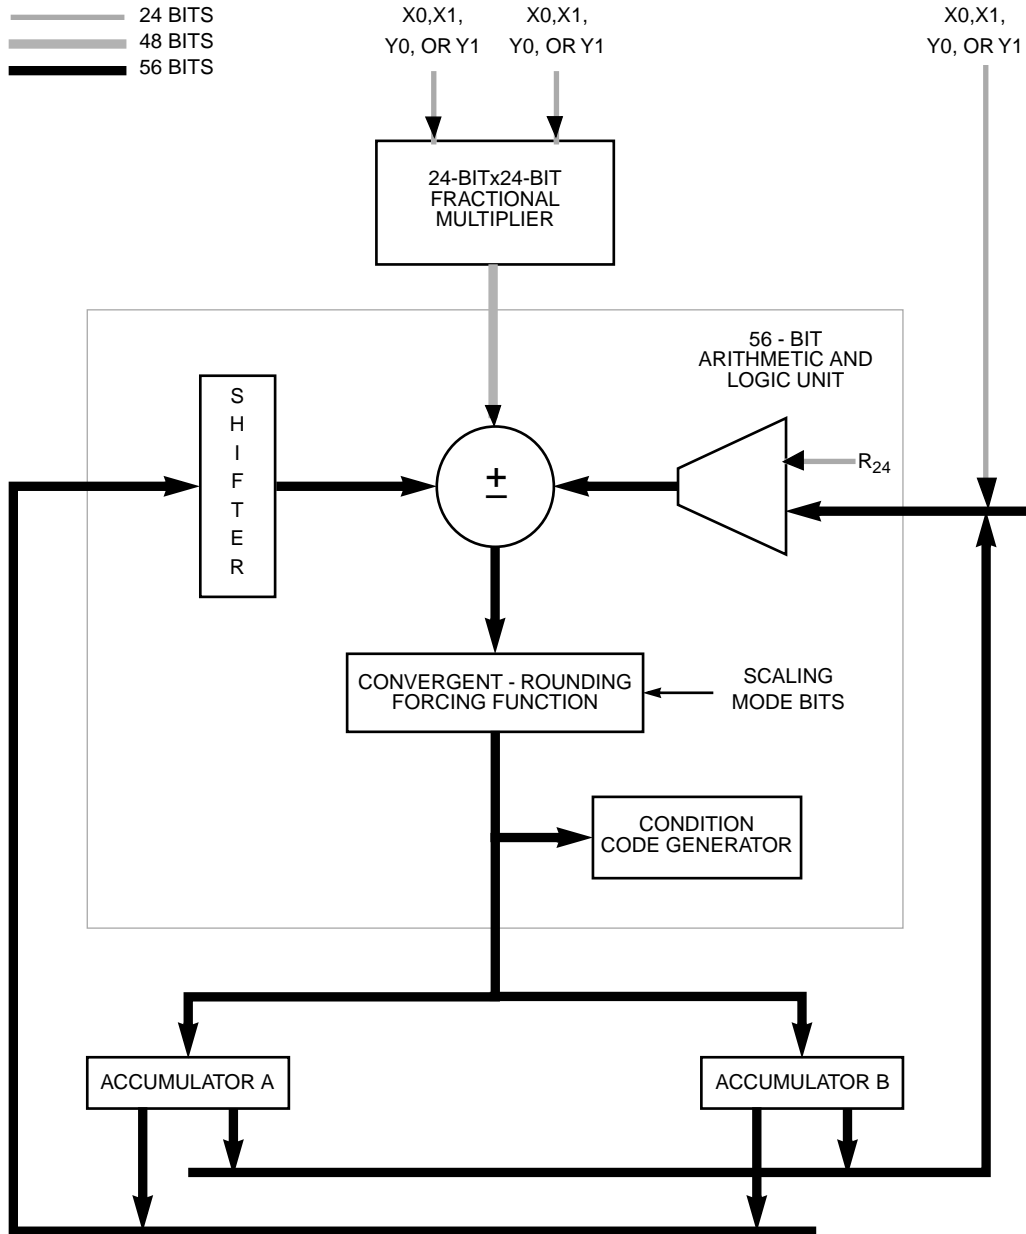 24 BITS
48 BITS
56 BITS
X0,X1,
Y0, OR Y1
X0,X1,
Y0, OR Y1
X0,X1,
Y0, OR Y1
24-BITx24-BIT
FRACTIONAL
MULTIPLIER
56 - BIT
ARITHMETIC AND
LOGIC UNIT
S
H
I
F
T
E
R
+
−
R24
CONVERGENT - ROUNDING
FORCING FUNCTION
SCALING
MODE BITS
CONDITION
CODE GENERATOR
ACCUMULATOR A
ACCUMULATOR B